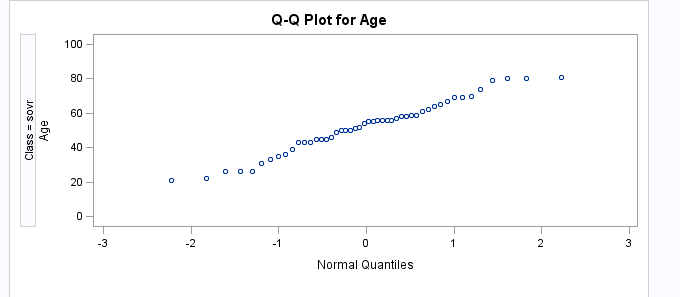 Q-Q Plot for Age
Class = sovr
Age
100
80
60
40
20
0
-3 -2 -1 0 1 2 3
Normal Quantiles